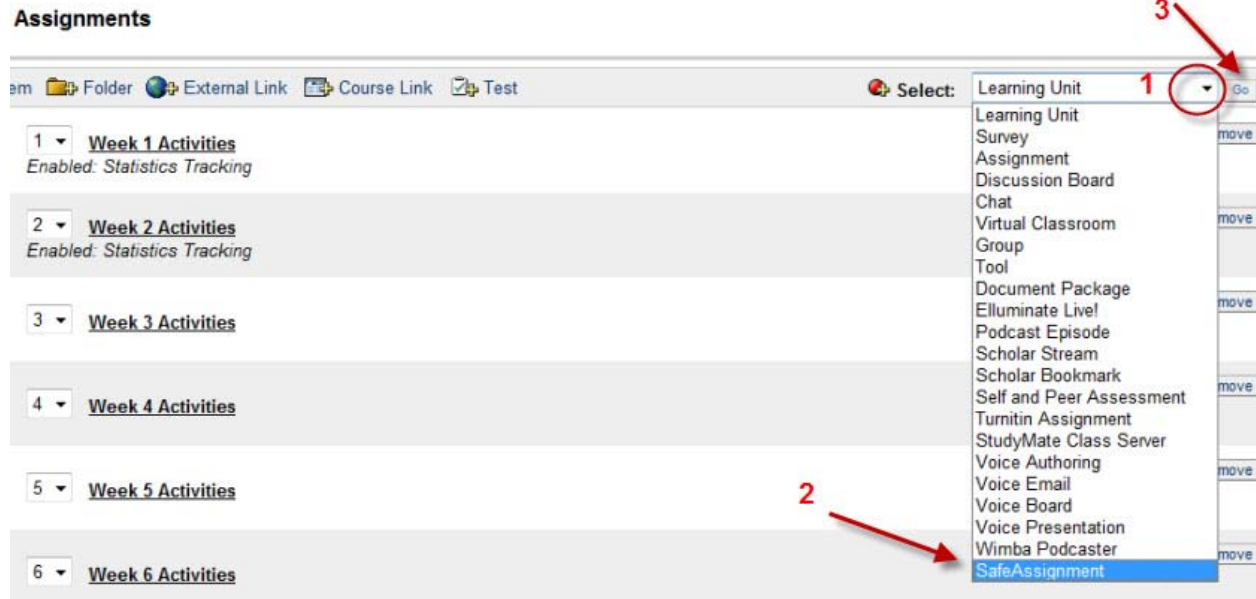 Assignments
3
em Folder External Link Course Link Test Select: Learning Unit 1 Go
Learning Unit
Survey
Assignment
Discussion Board
Chat
Virtual Classroom
Group
Tool
Document Package
Elluminate Live!
Podcast Episode
Scholar Stream
Scholar Bookmark
Self and Peer Assessment
Turnitin Assignment
StudyMate Class Server
Voice Authoring
Voice Email
Voice Board
Voice Presentation
Wimba Podcaster
SafeAssignment
2
1 Week 1 Activities
Enabled: Statistics Tracking
move
2 Week 2 Activities
Enabled: Statistics Tracking
move
3 Week 3 Activities
move
4 Week 4 Activities
move
5 Week 5 Activities
move
6 Week 6 Activities
move